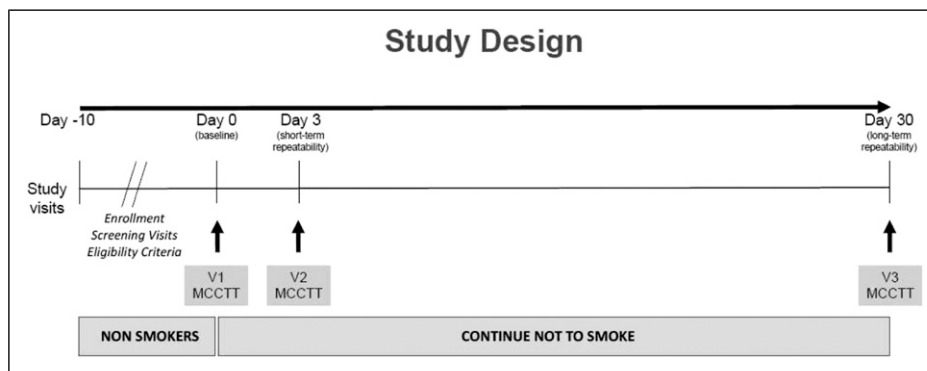 Study Design
Day -10
Day 0
(baseline)
Day 3
(short-term
repeatability)
Day 30
(long-term
repeatability)
Study
visits
Enrollment
Screening Visits
Eligibility Criteria
V1
MCCTT
V2
MCCTT
V3
MCCTT
NON SMOKERS
CONTINUE NOT TO SMOKE